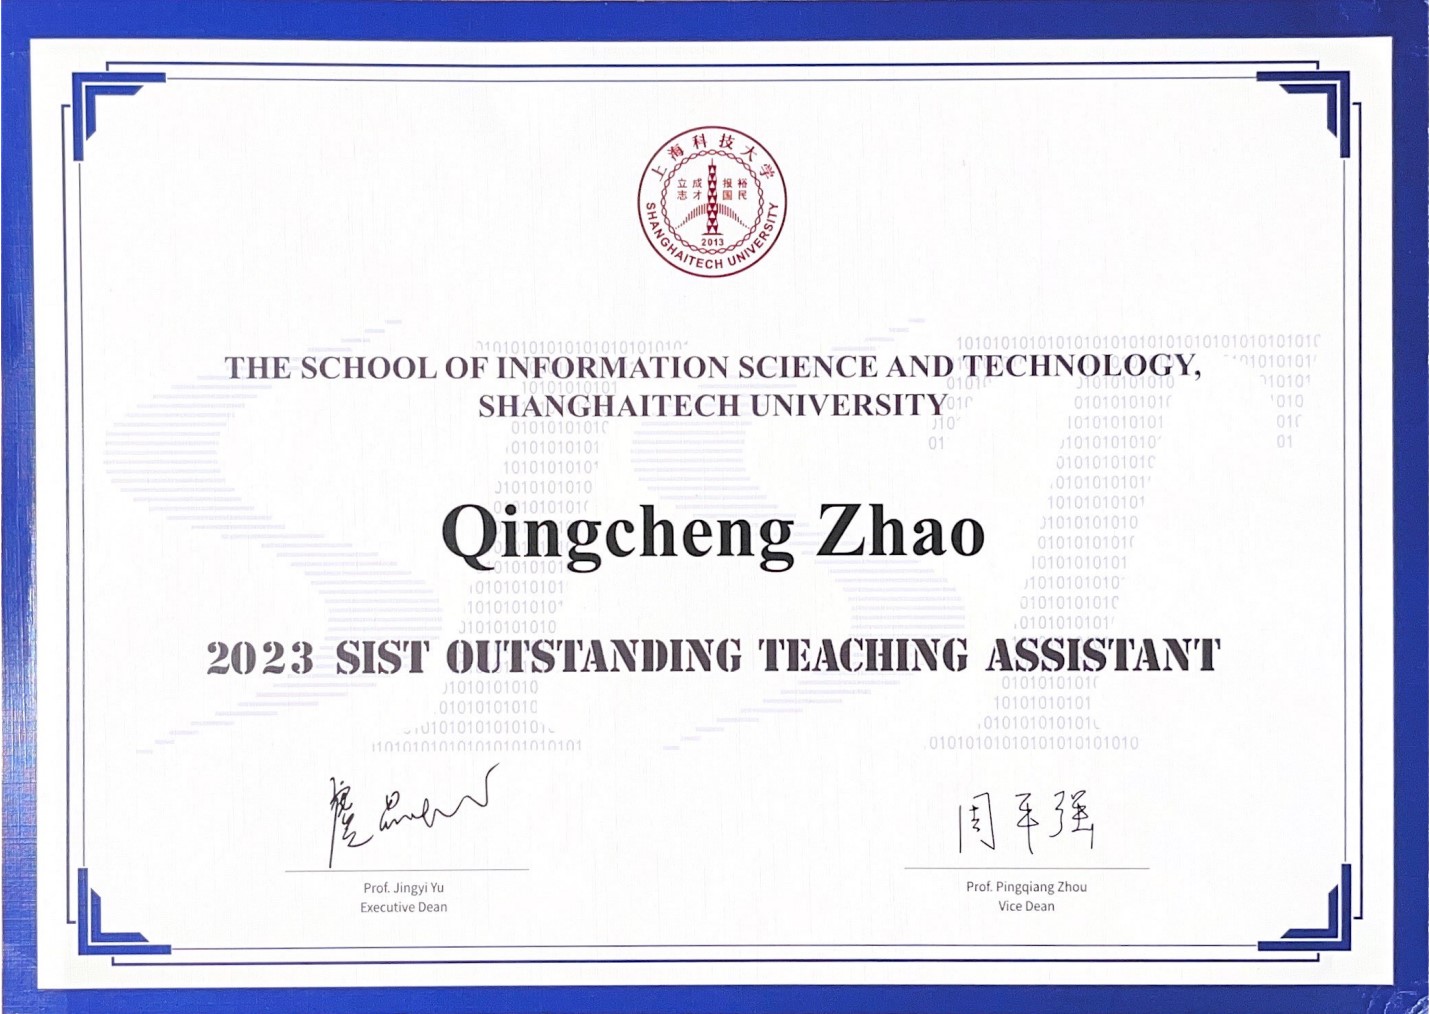 上海科技大学
立志 成才 报国 裕民
2013
SHANGHAITECH UNIVERSITY
THE SCHOOL OF INFORMATION SCIENCE AND TECHNOLOGY,
SHANGHAITECH UNIVERSITY
Qingcheng Zhao
2023 SIST OUTSTANDING TEACHING ASSISTANT
周平强
Prof. Jingyi Yu
Executive Dean
Prof. Pingqiang Zhou
Vice Dean